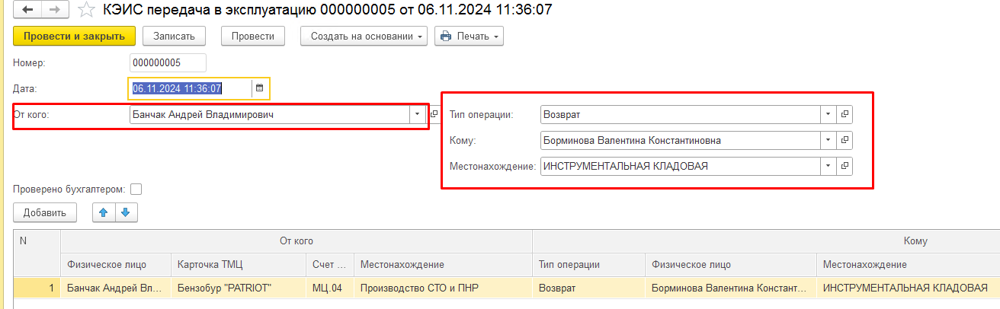 КЭИС передача в эксплуатацию 000000005 от 06.11.2024 11:36:07
Провести и закрыть Записать Провести Создать на основании Печать
Номер: 000000005
Дата: 06.11.2024 11:36:07
От кого: Банчак Андрей Владимирович Тип операции: Возврат
Кому: Борминова Валентина Константиновна
Местонахождение: ИНСТРУМЕНТАЛЬНАЯ КЛАДОВАЯ
Проверено бухгалтером:
Добавить
N От кого Кому
Физическое лицо Карточка ТМЦ Счет ... Местонахождение Тип операции Физическое лицо Местонахождение
1 Банчак Андрей Вл... Бензобур "PATRIOT" МЦ.04 Производство СТО и ПНР Возврат Борминова Валентина Констант... ИНСТРУМЕНТАЛЬНАЯ КЛАДОВАЯ